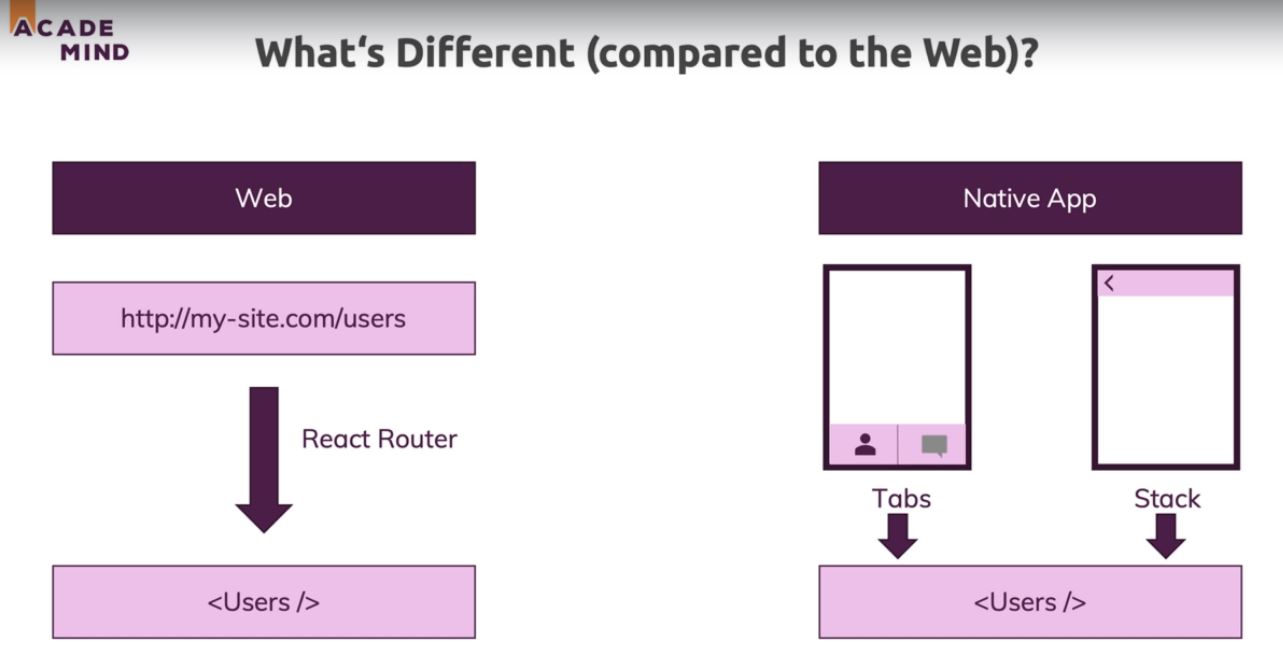 ACADE
MIND
What‘s Different (compared to the Web)?
Web
http://my-site.com/users
React Router
<Users />
Native App
Tabs
Stack
<Users />